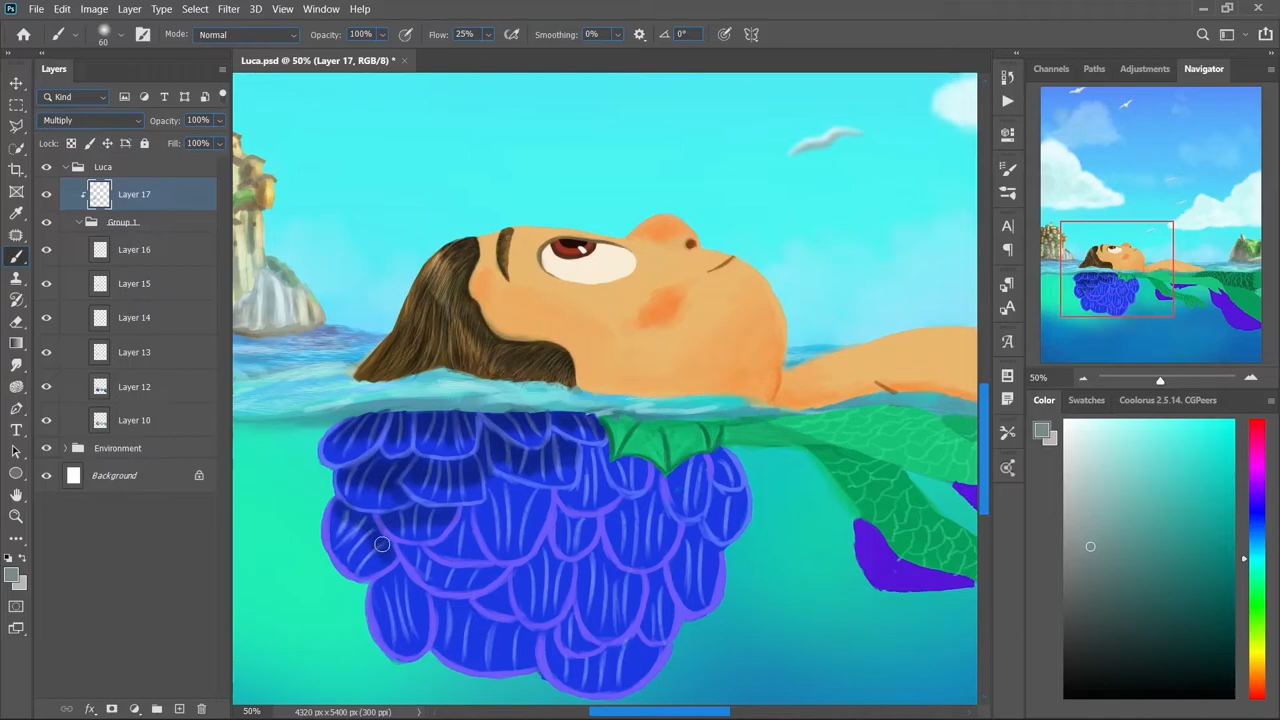 Ps File Edit Image Layer Type Select Filter 3D View Window Help
60 Mode: Normal Opacity: 100% Flow: 25% Smoothing: 0% 0°
Layers
Luca.psd @ 50% (Layer 17, RGB/8) *
Channels Paths Adjustments Navigator
Kind
Multiply Opacity: 100%
Lock: Fill: 100%
Luca
Layer 17
Group 1
Layer 16
Layer 15
Layer 14
Layer 13
Layer 12
Layer 10
Environment
Background
50%
Color Swatches Coolorus 2.5.14. CGPeers
50% 4320 px x 5400 px (300 ppi)